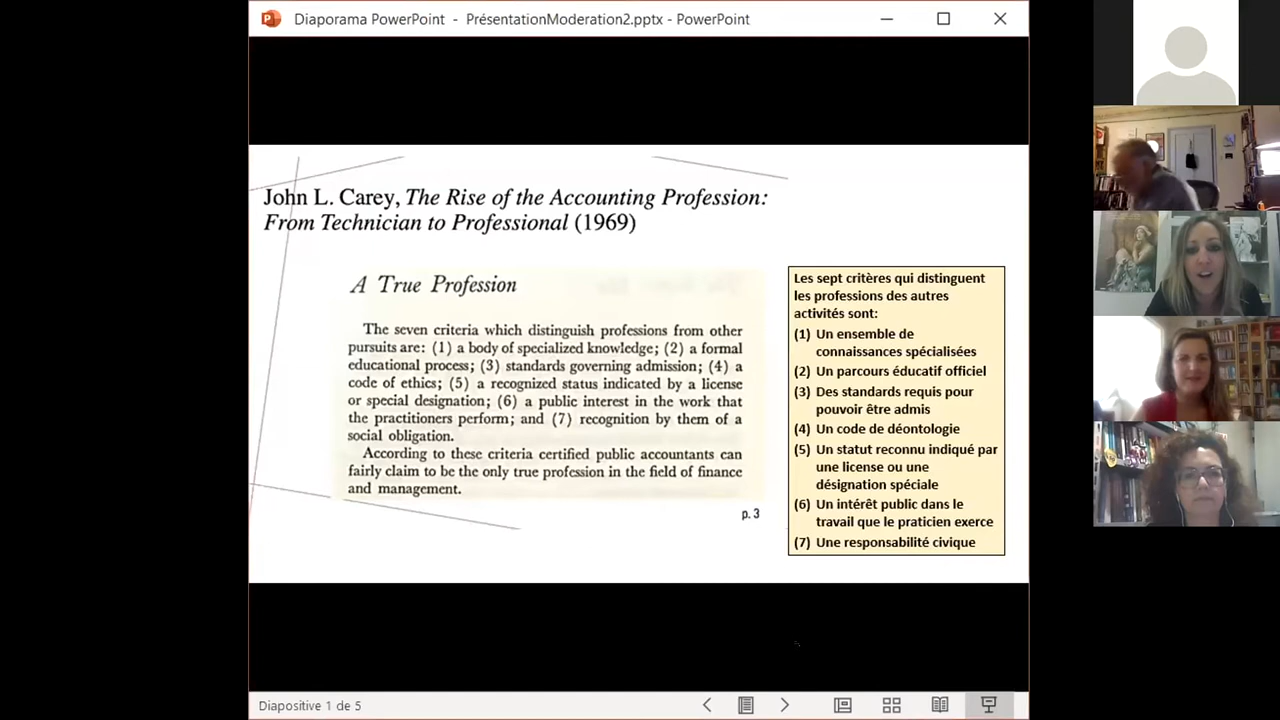 Diaporama PowerPoint - PrésentationModeration2.pptx - PowerPoint
John L. Carey, The Rise of the Accounting Profession:
From Technician to Professional (1969)
A True Profession
The seven criteria which distinguish professions from other
pursuits are: (1) a body of specialized knowledge; (2) a formal
educational process; (3) standards governing admission; (4) a
code of ethics; (5) a recognized status indicated by a license
or special designation; (6) a public interest in the work that
the practitioners perform; and (7) recognition by them of a
social obligation.
According to these criteria certified public accountants can
fairly claim to be the only true profession in the field of finance
and management.
p.3
Les sept critères qui distinguent
les professions des autres
activités sont:
(1) Un ensemble de
connaissances spécialisées
(2) Un parcours éducatif officiel
(3) Des standards requis pour
pouvoir être admis
(4) Un code de déontologie
(5) Un statut reconnu indiqué par
une license ou une
désignation spéciale
(6) Un intérêt public dans le
travail que le praticien exerce
(7) Une responsabilité civique
Diapositive 1 de 5